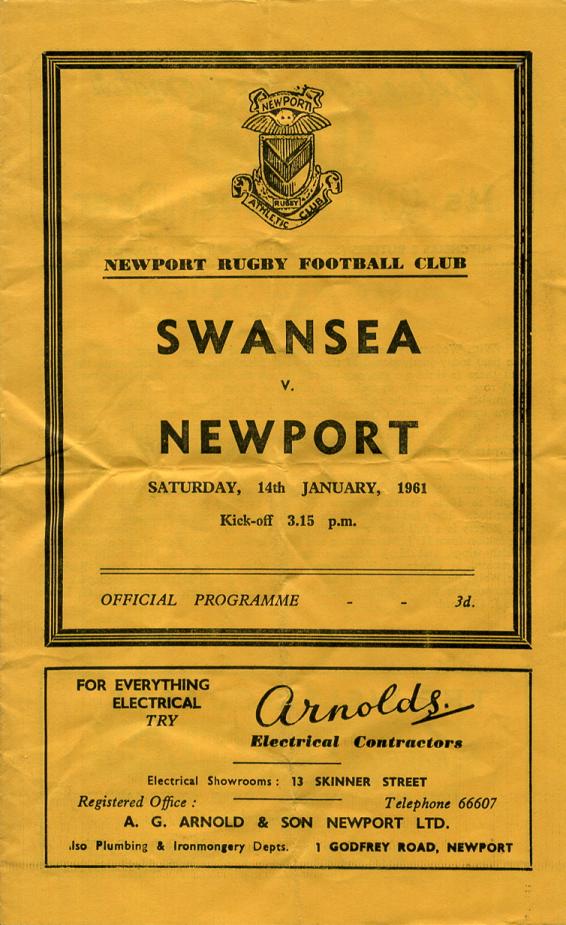 NEWPORT
RUGBY
ATHLETIC CLUB
NEWPORT RUGBY FOOTBALL CLUB
SWANSEA
v.
NEWPORT
SATURDAY, 14th JANUARY, 1961
Kick-off 3.15 p.m.
OFFICIAL PROGRAMME - - 3d.
FOR EVERYTHING
ELECTRICAL
TRY
Arnolds.
Electrical Contractors
Electrical Showrooms: 13 SKINNER STREET
Registered Office: Telephone 66607
A. G. ARNOLD & SON NEWPORT LTD.
lso Plumbing & Ironmongery Depts. 1 GODFREY ROAD, NEWPORT